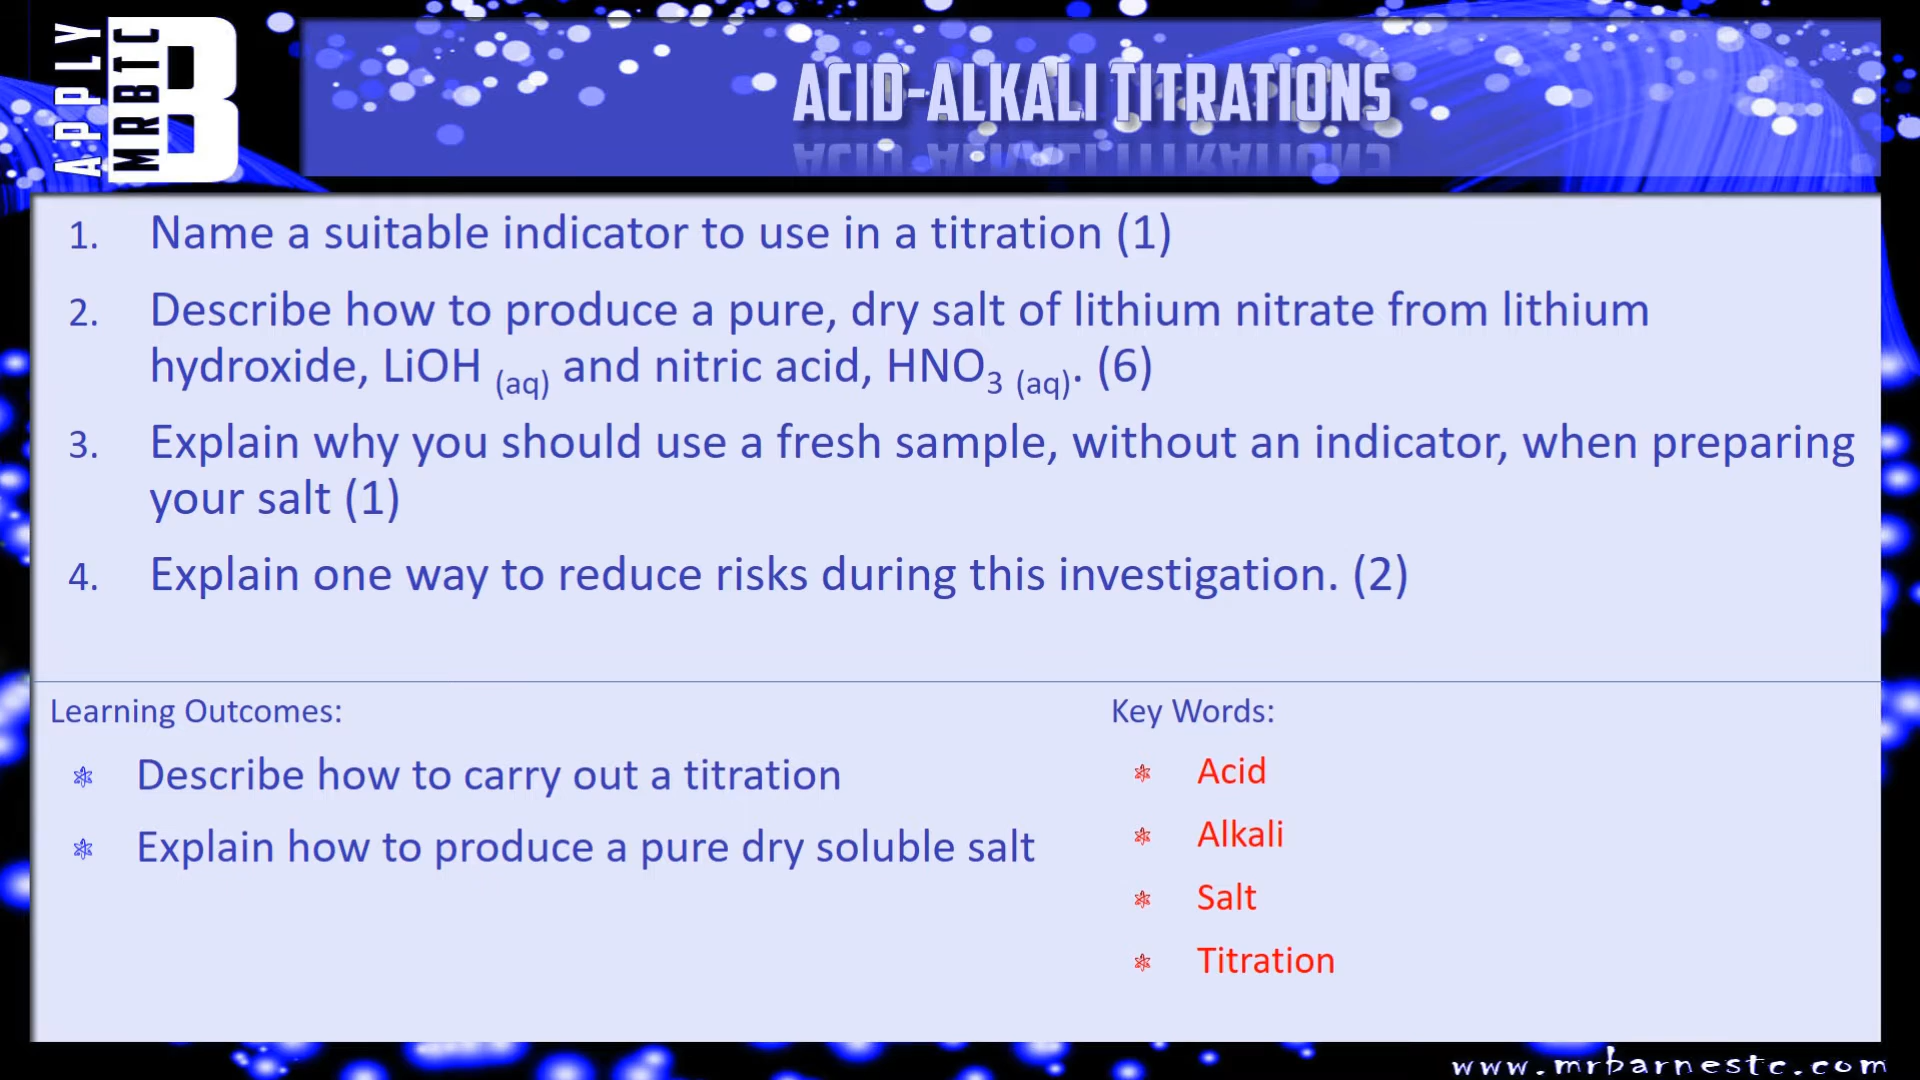 APPLY
MRBTC
B
ACID-ALKALI TITRATIONS
1. Name a suitable indicator to use in a titration (1)
2. Describe how to produce a pure, dry salt of lithium nitrate from lithium
hydroxide, LiOH (aq) and nitric acid, HNO3 (aq). (6)
3. Explain why you should use a fresh sample, without an indicator, when preparing
your salt (1)
4. Explain one way to reduce risks during this investigation. (2)
Learning Outcomes:
Describe how to carry out a titration
Explain how to produce a pure dry soluble salt
Key Words:
Acid
Alkali
Salt
Titration
www.mrbarnestc.com